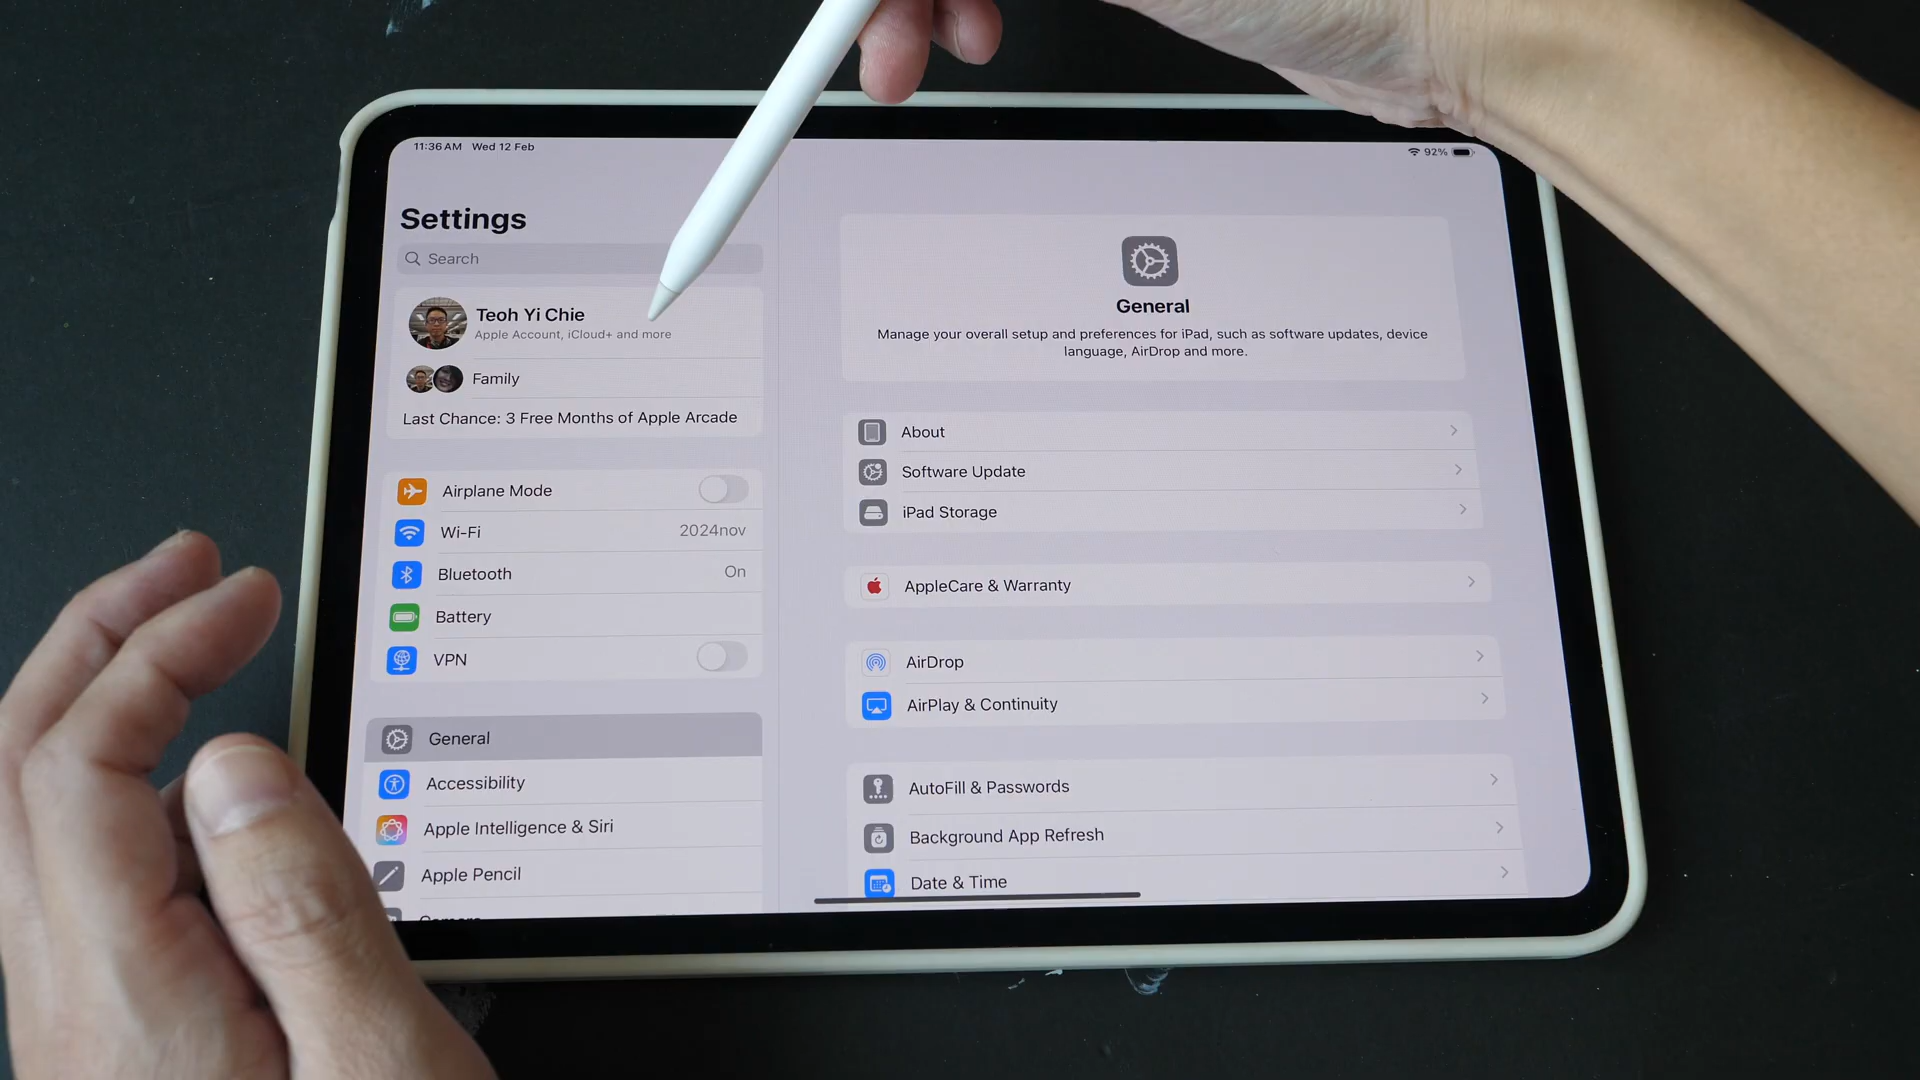 11:36 AM Wed 12 Feb
92%
Settings
Search
Teoh Yi Chie
Apple Account, iCloud+ and more
Family
Last Chance: 3 Free Months of Apple Arcade
Airplane Mode
Wi-Fi 2024nov
Bluetooth On
Battery
VPN
General
Accessibility
Apple Intelligence & Siri
Apple Pencil
General
Manage your overall setup and preferences for iPad, such as software updates, device
language, AirDrop and more.
About
Software Update
iPad Storage
AppleCare & Warranty
AirDrop
AirPlay & Continuity
AutoFill & Passwords
Background App Refresh
Date & Time